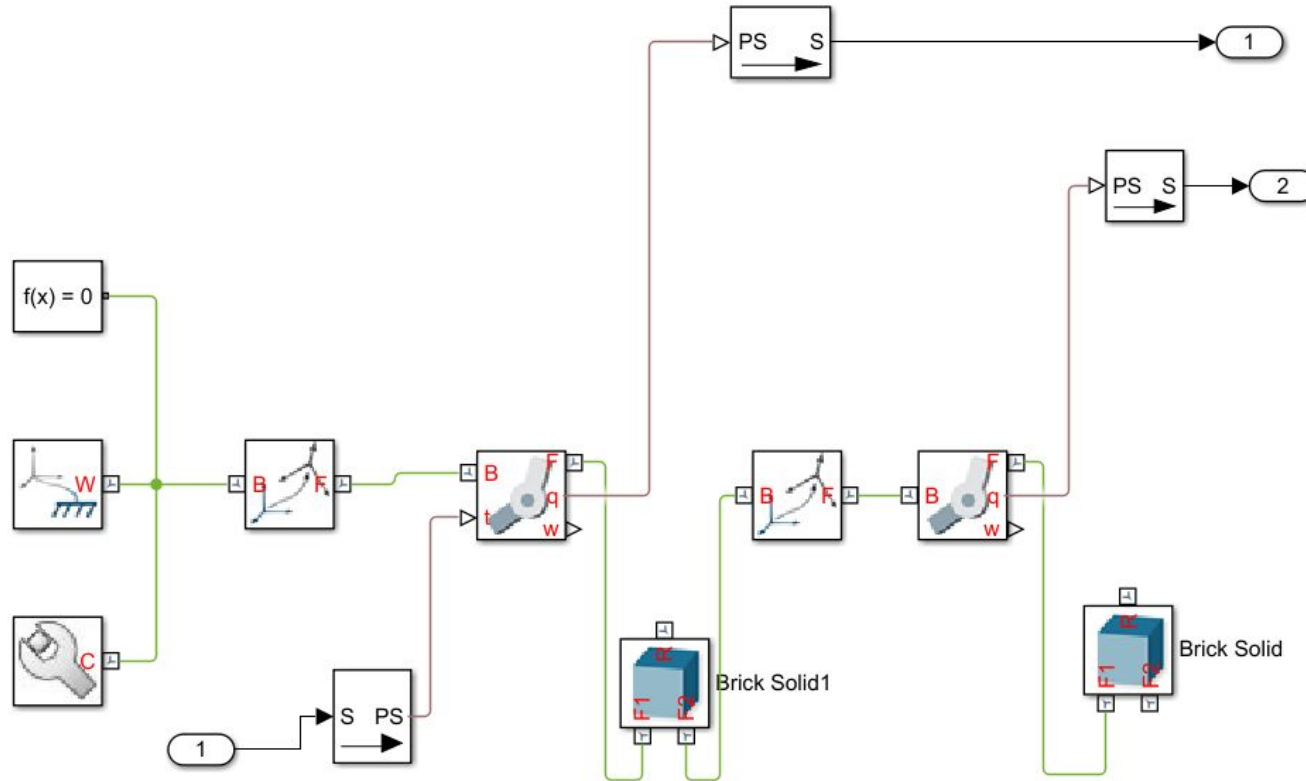 PS S
1
PS S
2
f(x) = 0
W
B F
B
F
q
t
w
B F
B
F
q
w
C
R
F1 F2
Brick Solid1
R
F1 F2
Brick Solid
S PS
1